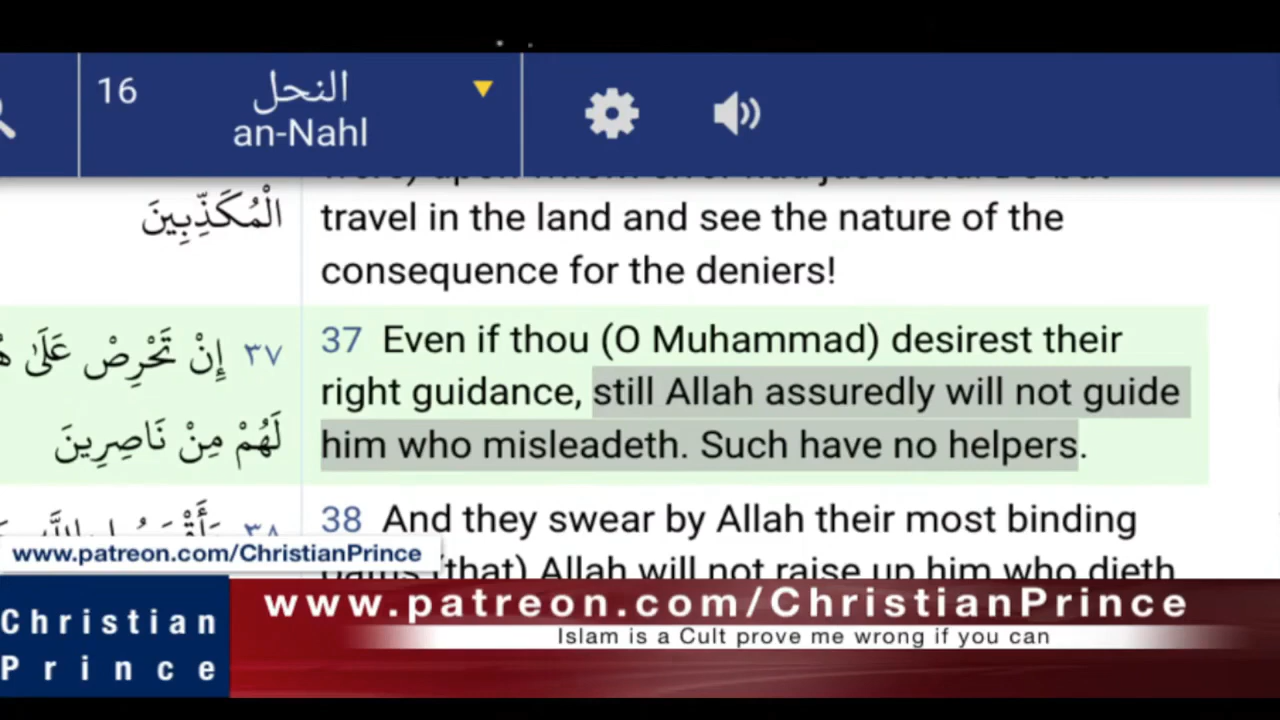 16
النحل
an-Nahl
travel in the land and see the nature of the
consequence for the deniers!
الْمُكَذِّبِينَ
37 Even if thou (O Muhammad) desirest their
right guidance, still Allah assuredly will not guide
him who misleadeth. Such have no helpers.
٣٧ إِنْ تَحْرِصْ عَلَىٰ
لَهُمْ مِنْ نَاصِرِينَ
38 And they swear by Allah their most binding
(that) Allah will not raise up him who dieth
٣٨
www.patreon.com/ChristianPrince
Christian
Prince
www.patreon.com/ChristianPrince
Islam is a Cult prove me wrong if you can